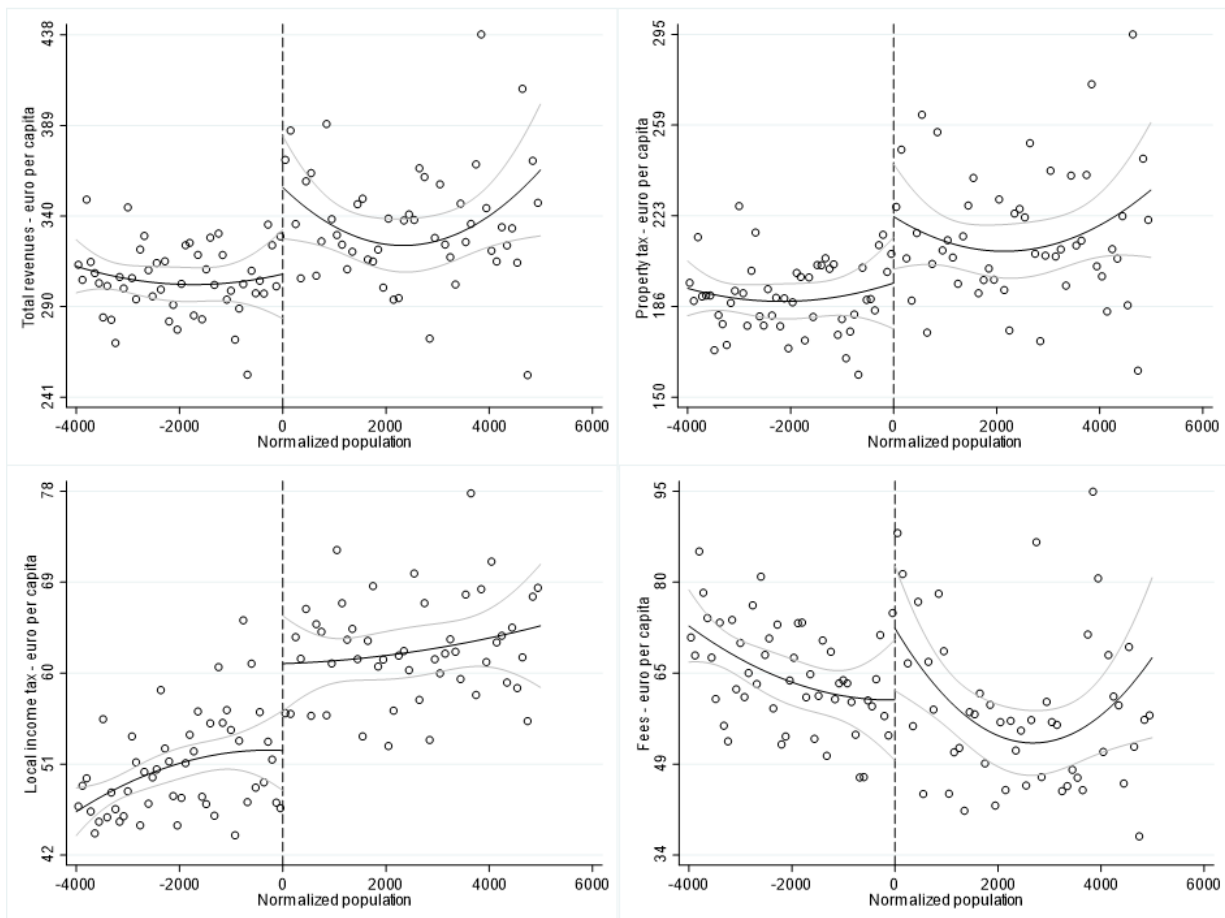 Total revenues - euro per capita
438
389
340
290
241
-4000 -2000 0 2000 4000 6000
Normalized population
Property tax - euro per capita
295
259
223
186
150
-4000 -2000 0 2000 4000 6000
Normalized population
Local income tax - euro per capita
78
69
60
51
42
-4000 -2000 0 2000 4000 6000
Normalized population
Fees - euro per capita
95
80
65
49
34
-4000 -2000 0 2000 4000 6000
Normalized population